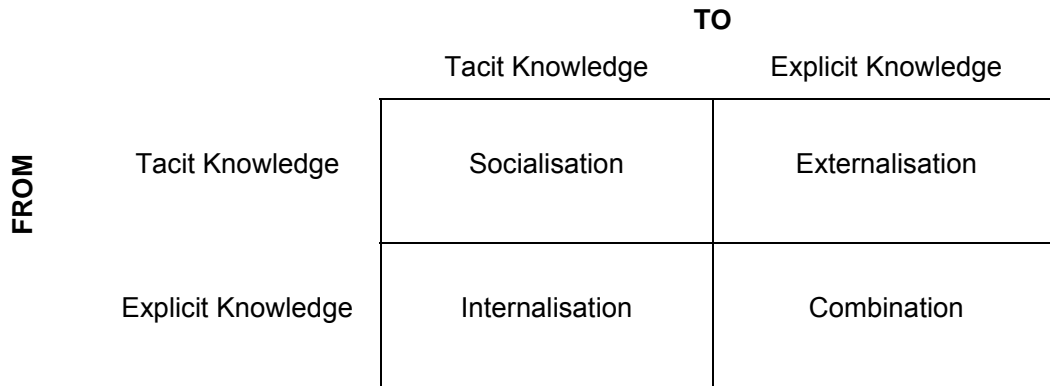 TO
Tacit Knowledge Explicit Knowledge
FROM
Tacit Knowledge Socialisation Externalisation
Explicit Knowledge Internalisation Combination